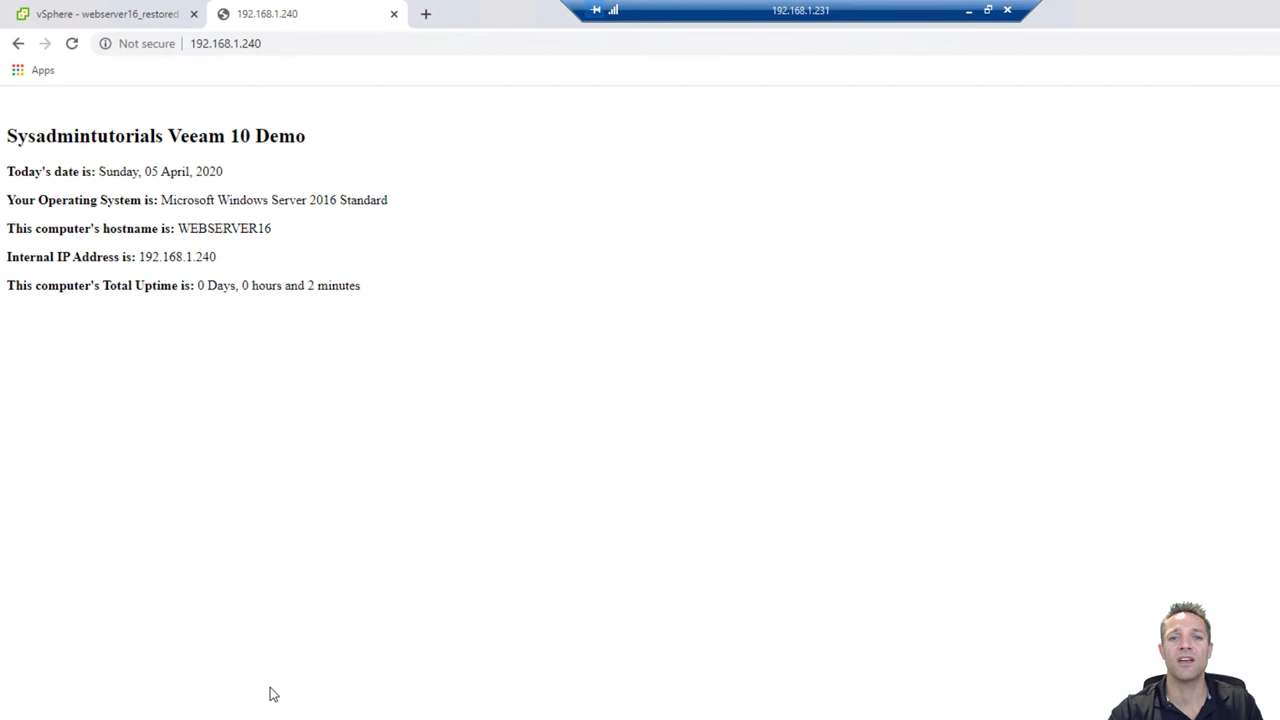 vSphere - webserver16_restored
192.168.1.240
192.168.1.231
Not secure
192.168.1.240
Apps
Sysadmintutorials Veeam 10 Demo
Today's date is: Sunday, 05 April, 2020
Your Operating System is: Microsoft Windows Server 2016 Standard
This computer's hostname is: WEBSERVER16
Internal IP Address is: 192.168.1.240
This computer's Total Uptime is: 0 Days, 0 hours and 2 minutes